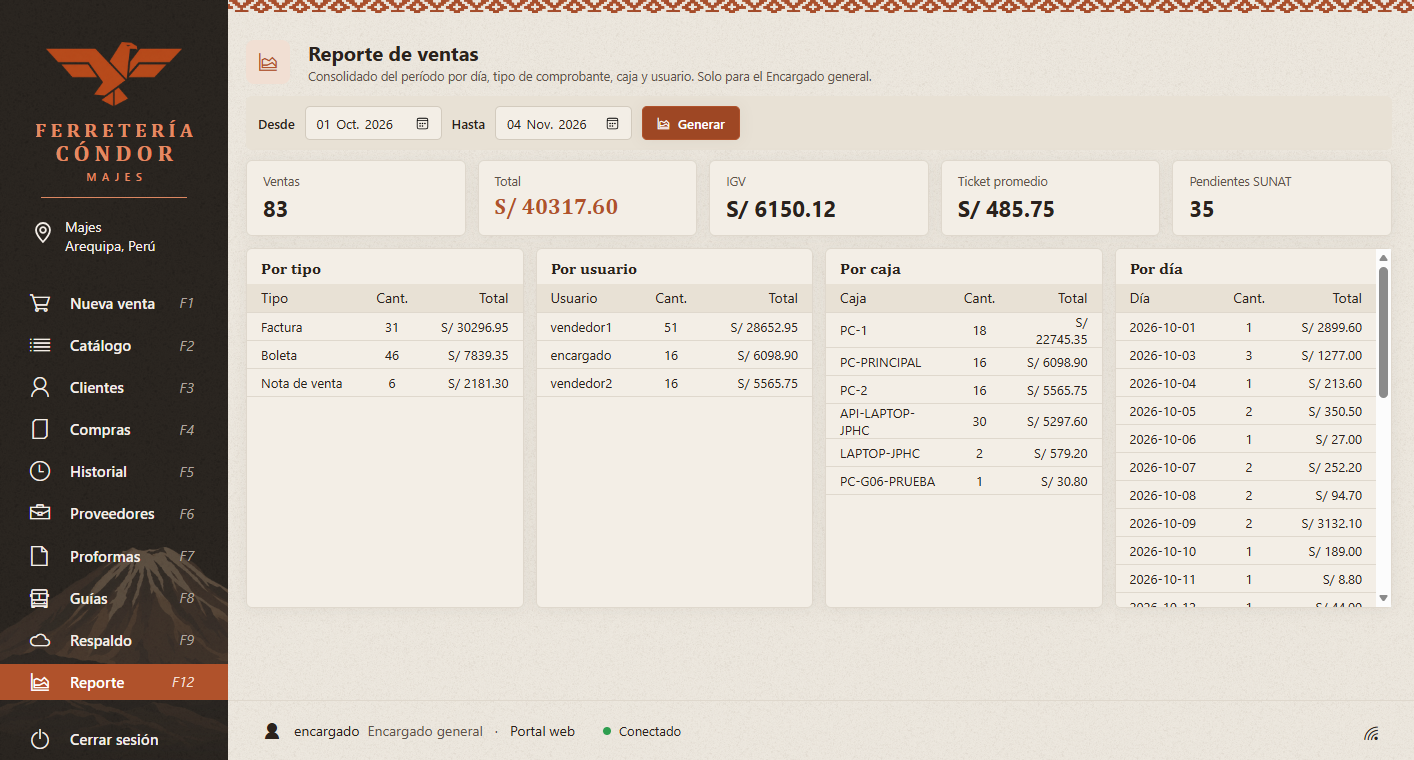 FERRETERÍA
CÓNDOR
MAJES
Majes
Arequipa, Perú
Nueva venta F1
Catálogo F2
Clientes F3
Compras F4
Historial F5
Proveedores F6
Proformas F7
Guías F8
Respaldo F9
Reporte F12
Cerrar sesión
Reporte de ventas
Consolidado del período por día, tipo de comprobante, caja y usuario. Solo para el Encargado general.
Desde 01 Oct. 2026 Hasta 04 Nov. 2026 Generar
Ventas
83
Total
S/ 40317.60
IGV
S/ 6150.12
Ticket promedio
S/ 485.75
Pendientes SUNAT
35
Por tipo
Tipo Cant. Total
Factura 31 S/ 30296.95
Boleta 46 S/ 7839.35
Nota de venta 6 S/ 2181.30
Por usuario
Usuario Cant. Total
vendedor1 51 S/ 28652.95
encargado 16 S/ 6098.90
vendedor2 16 S/ 5565.75
Por caja
Caja Cant. Total
PC-1 18 S/
22745.35
PC-PRINCIPAL 16 S/ 6098.90
PC-2 16 S/ 5565.75
API-LAPTOP-
JPHC 30 S/ 5297.60
LAPTOP-JPHC 2 S/ 579.20
PC-G06-PRUEBA 1 S/ 30.80
Por día
Día Cant. Total
2026-10-01 1 S/ 2899.60
2026-10-03 3 S/ 1277.00
2026-10-04 1 S/ 213.60
2026-10-05 2 S/ 350.50
2026-10-06 1 S/ 27.00
2026-10-07 2 S/ 252.20
2026-10-08 2 S/ 94.70
2026-10-09 2 S/ 3132.10
2026-10-10 1 S/ 189.00
2026-10-11 1 S/ 8.80
2026-10-12 1 S/ 44.00
encargado Encargado general · Portal web Conectado